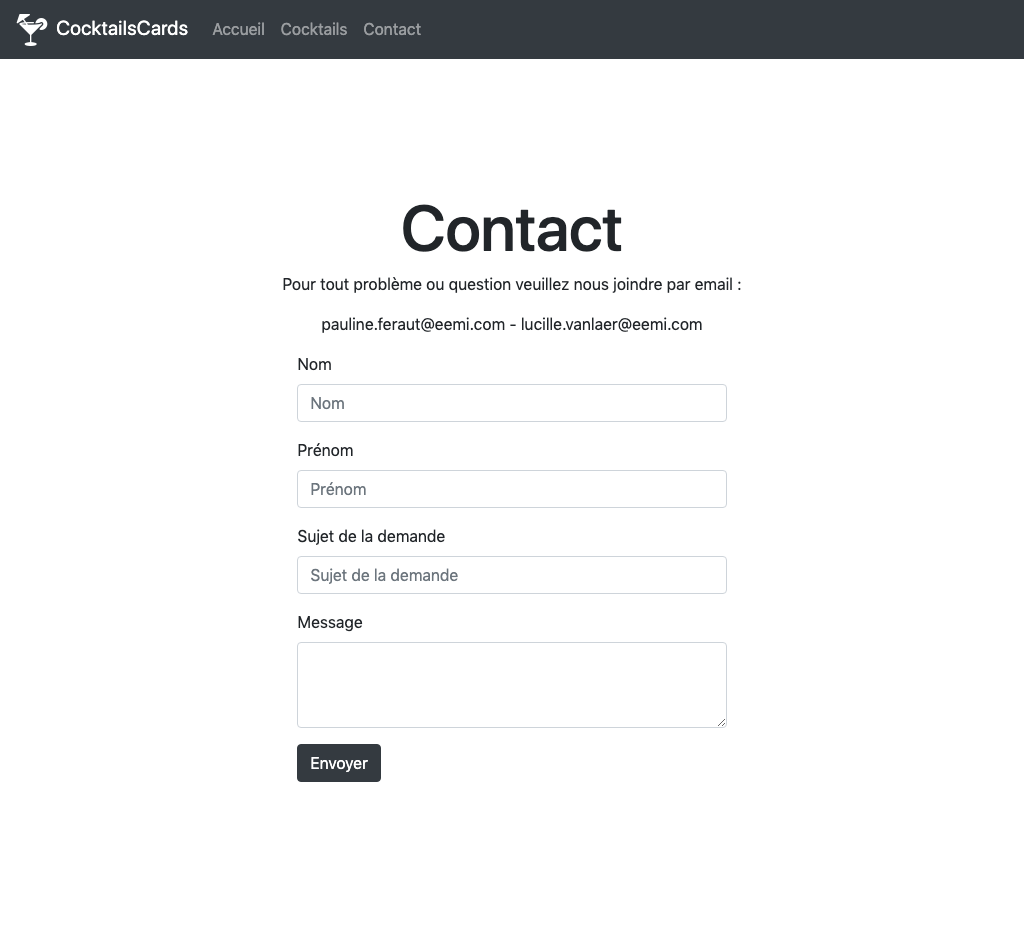 CocktailsCards Accueil Cocktails Contact
Contact
Pour tout problème ou question veuillez nous joindre par email :
pauline.feraut@eemi.com - lucille.vanlaer@eemi.com
Nom
Nom
Prénom
Prénom
Sujet de la demande
Sujet de la demande
Message
Envoyer